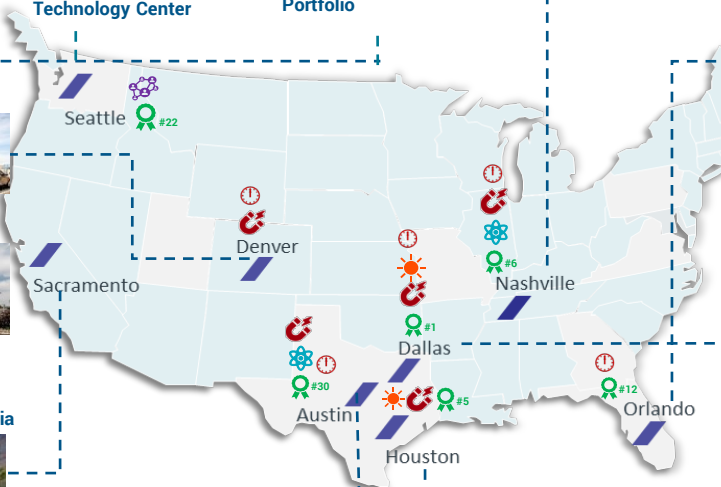 Technology Center
Portfolio
Seattle
#22
Denver
Sacramento
#6
Nashville
#1
Dallas
#30
Austin
#5
#12
Orlando
Houston
ia